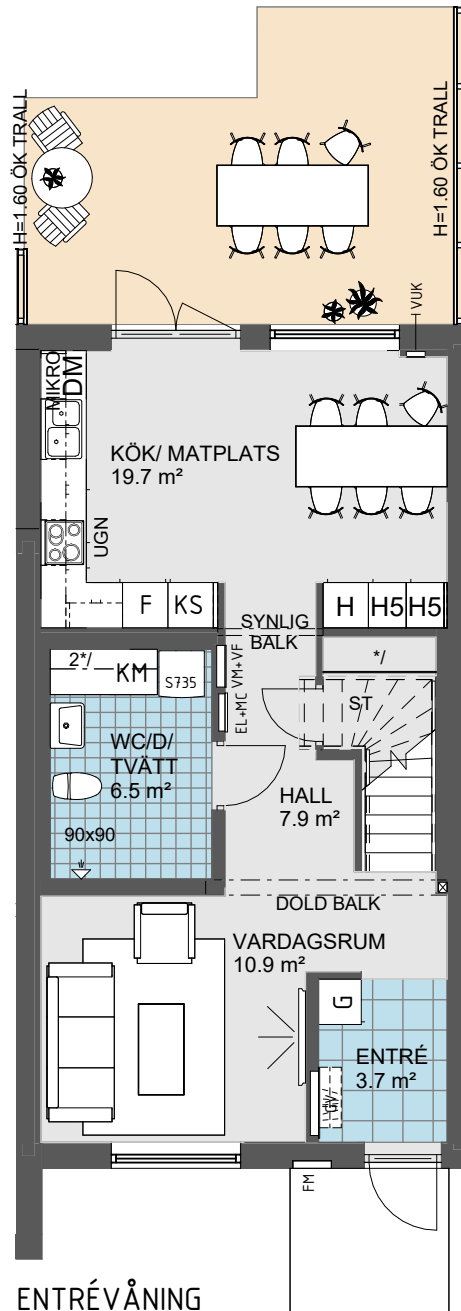 H=1.60 ÖK TRALL
H=1.60 ÖK TRALL
VUK
MIKRO
DM
KÖK/ MATPLATS
19.7 m²
UGN
F
KS
H
H5
H5
SYNLIG
BALK
2*/
KM
S735
VM+VF
EL+MC
*/
ST
WC/D/
TVÄTT
6.5 m²
90x90
HALL
7.9 m²
DOLD BALK
VARDAGSRUM
10.9 m²
G
ENTRÉ
3.7 m²
FM
ENTRÉVÅNING